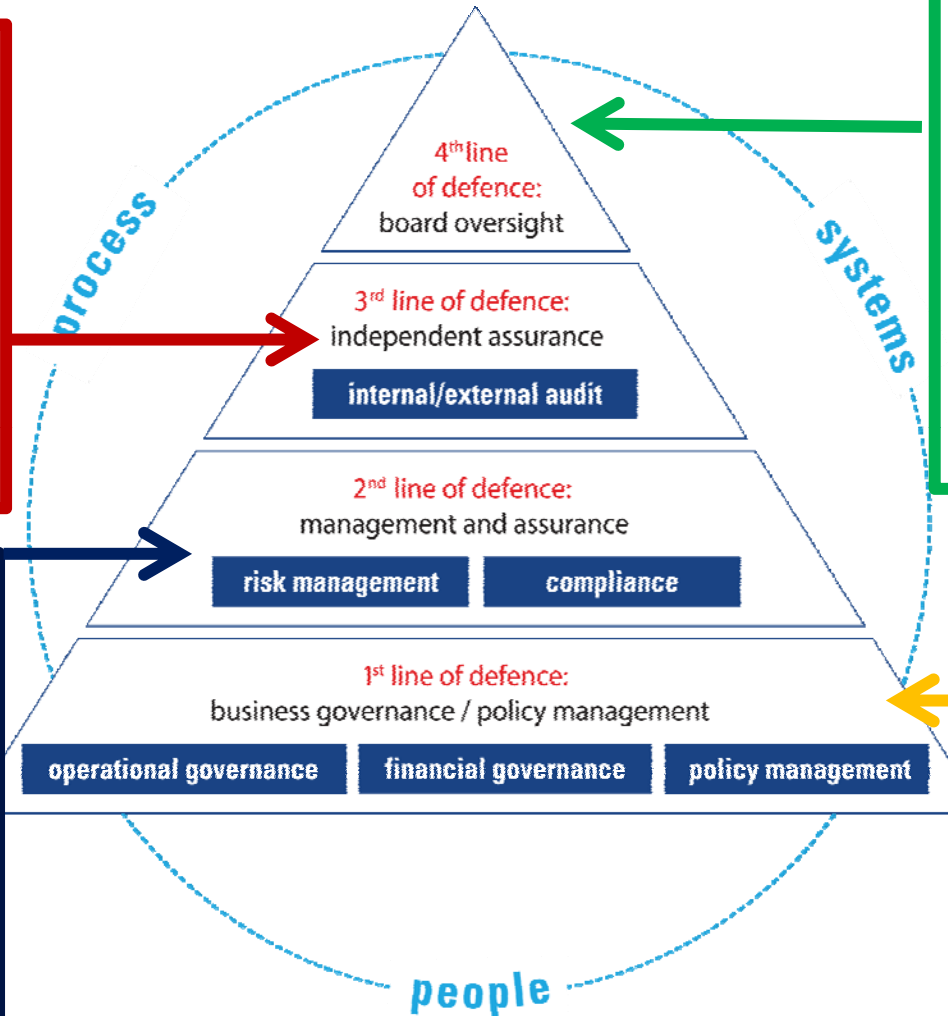 4th line
of defence:
board oversight
process
systems
3rd line of defence:
independent assurance
internal/external audit
2nd line of defence:
management and assurance
risk management
compliance
1st line of defence:
business governance / policy management
operational governance
financial governance
policy management
people